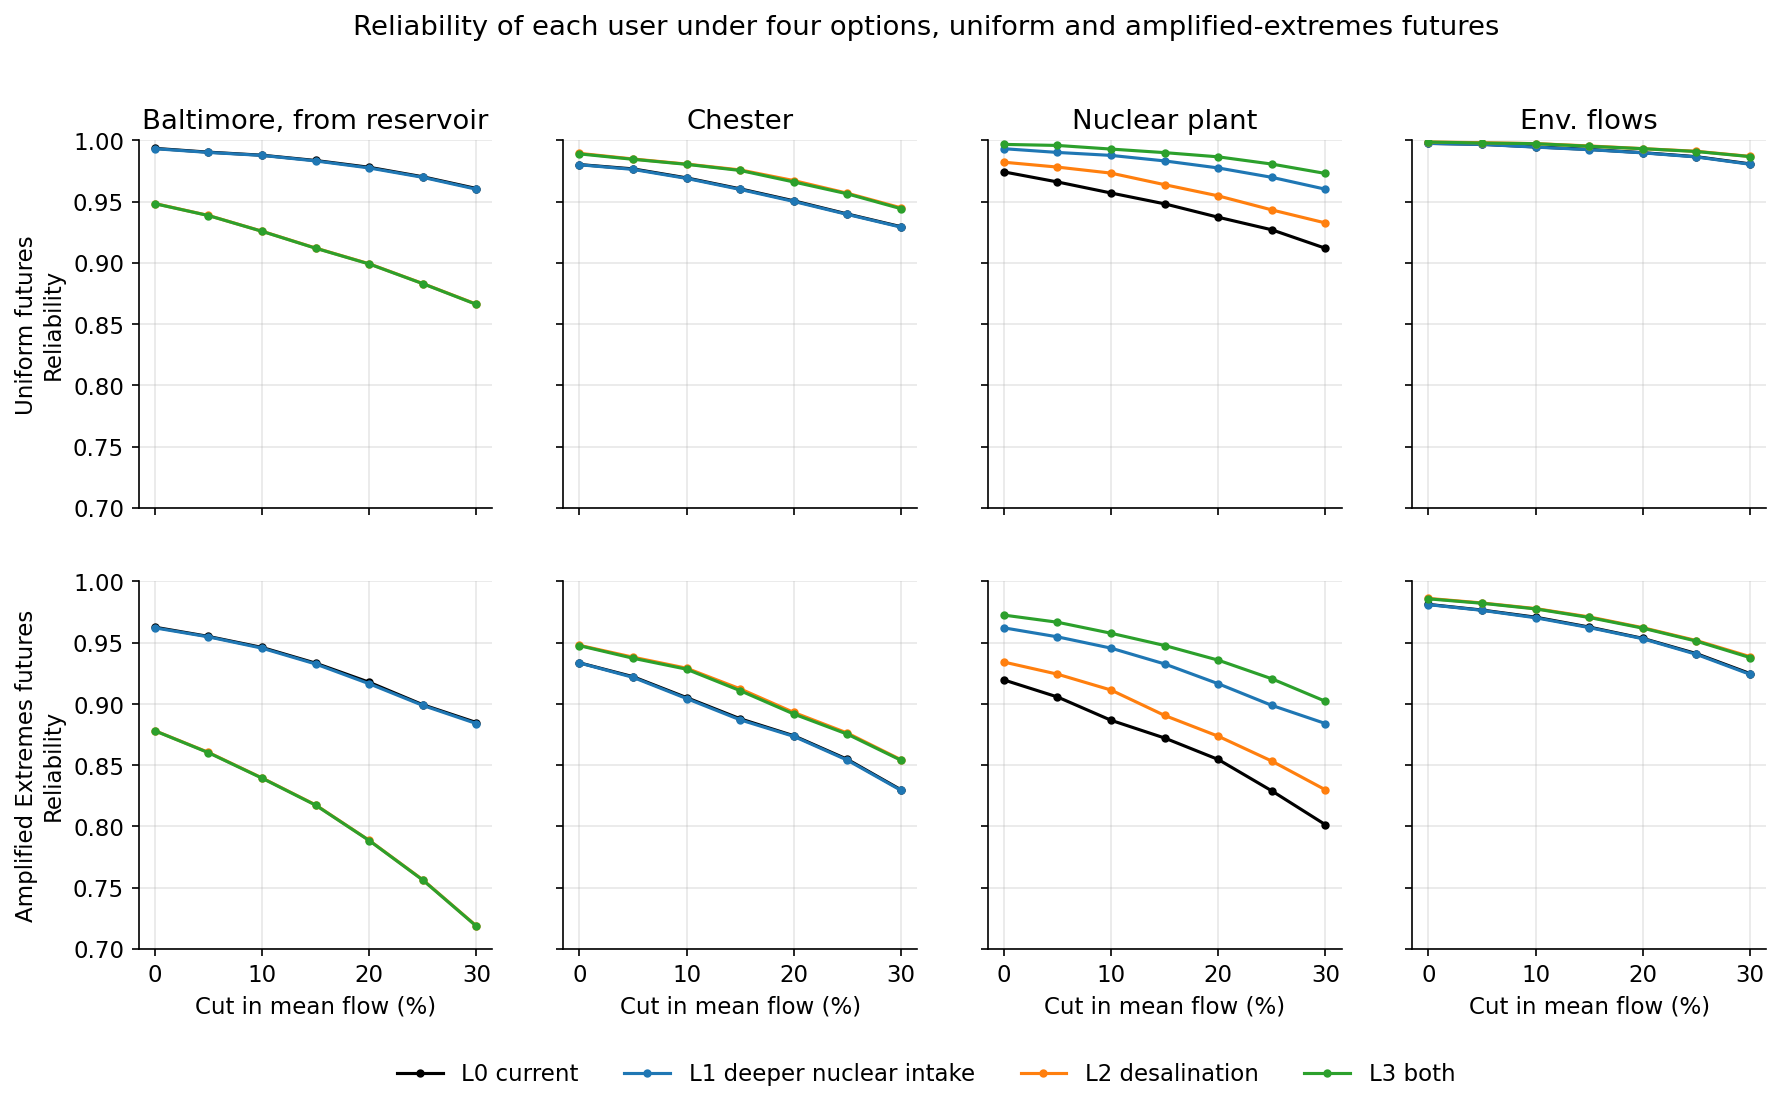 Reliability of each user under four options, uniform and amplified-extremes futures
Baltimore, from reservoir
Chester
Nuclear plant
Env. flows
Uniform futures
Reliability
1.00
0.95
0.90
0.85
0.80
0.75
0.70
Amplified Extremes futures
Reliability
1.00
0.95
0.90
0.85
0.80
0.75
0.70
0 10 20 30
0 10 20 30
0 10 20 30
0 10 20 30
Cut in mean flow (%)
Cut in mean flow (%)
Cut in mean flow (%)
Cut in mean flow (%)
L0 current
L1 deeper nuclear intake
L2 desalination
L3 both